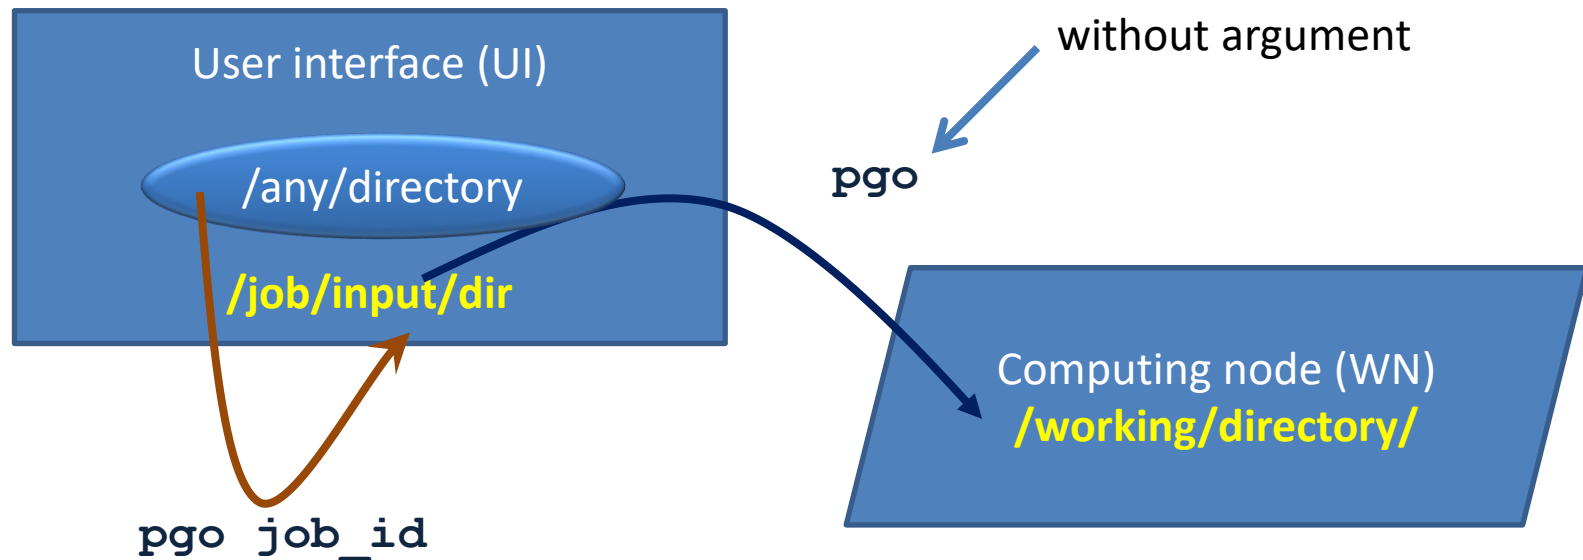 User interface (UI)
/any/directory
/job/input/dir
pgo job_id
without argument
pgo
Computing node (WN)
/working/directory/